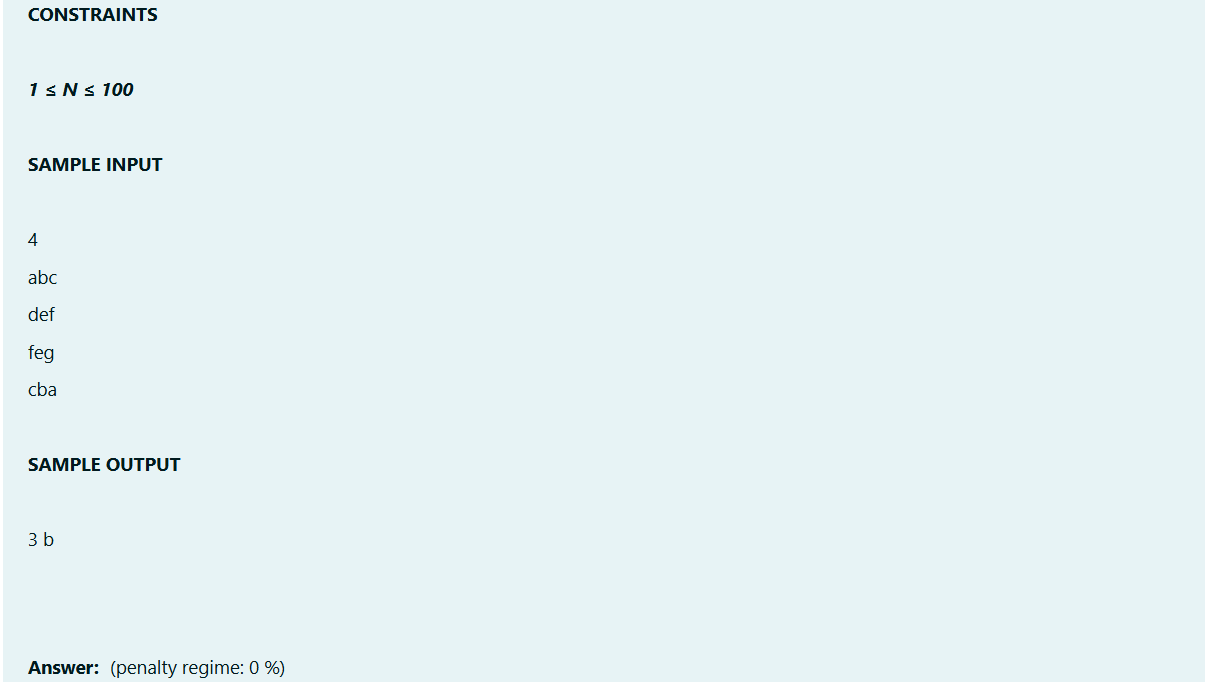 CONSTRAINTS
1 ≤ N ≤ 100
SAMPLE INPUT
4
abc
def
feg
cba
SAMPLE OUTPUT
3 b
Answer: (penalty regime: 0 %)